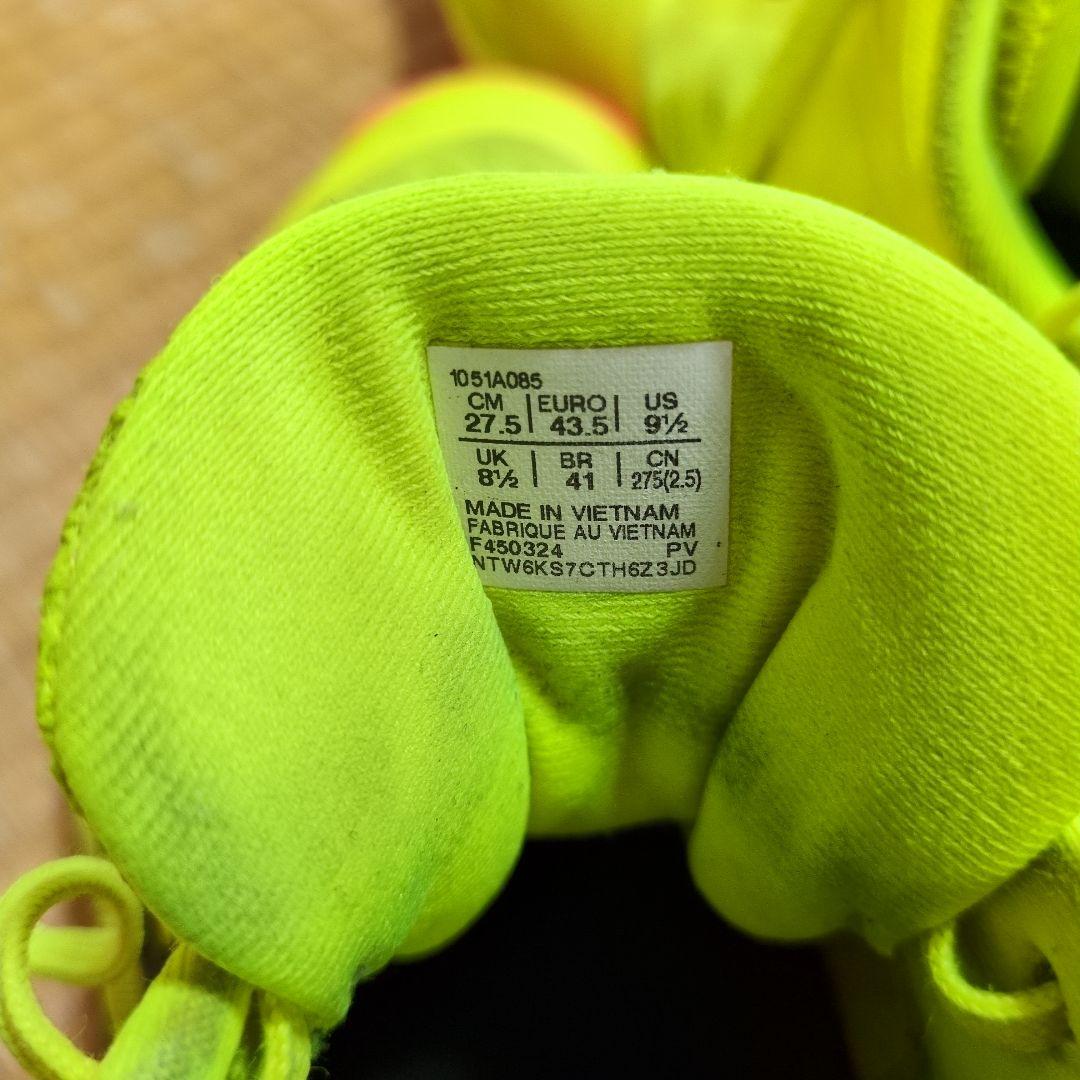 1051A085
CM | EURO | US
27.5 | 43.5 | 9½
UK | BR | CN
8½ | 41 | 275(2.5)
MADE IN VIETNAM
FABRIQUE AU VIETNAM
F450324 PV
NTW6KS7CTH6Z3JD